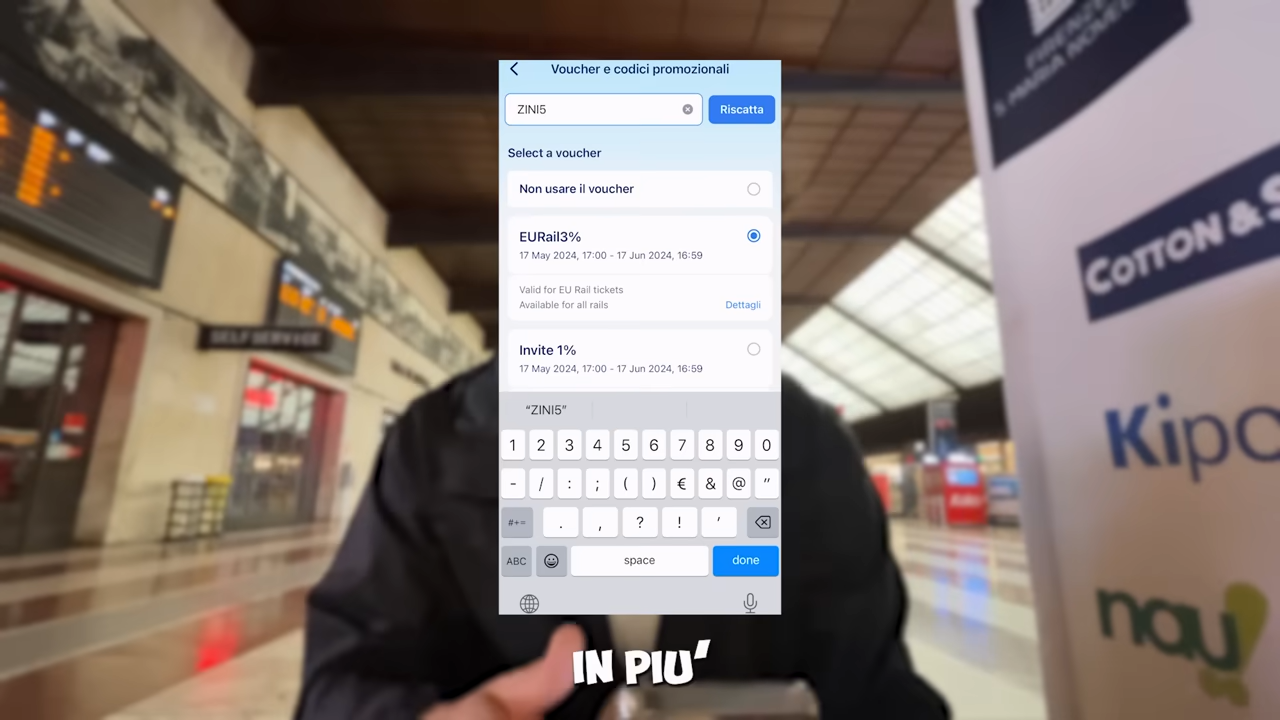 Voucher e codici promozionali
ZINI5
Riscatta
Select a voucher
Non usare il voucher
EURail3%
17 May 2024, 17:00 - 17 Jun 2024, 16:59
Valid for EU Rail tickets
Available for all rails
Dettagli
Invite 1%
17 May 2024, 17:00 - 17 Jun 2024, 16:59
“ZINI5”
1 2 3 4 5 6 7 8 9 0
- / : ; ( ) € & @ ”
#+= . , ? ! ’
ABC space done
IN PIU'
SELF SERVICE
FIRENZE
S MARIA NOVELL
COTTON & S
Kipo
nau!